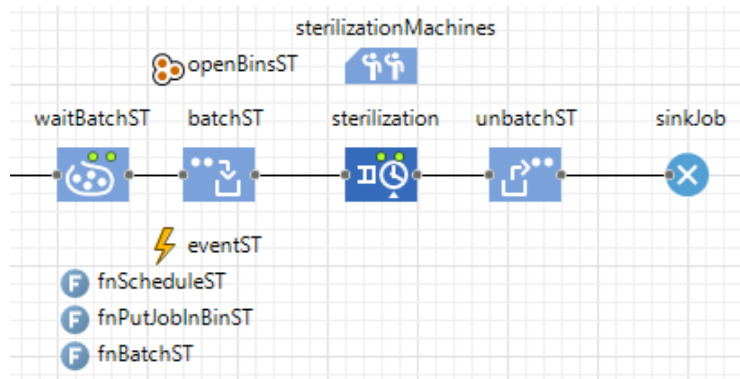 sterilizationMachines
openBinsST
waitBatchST batchST sterilization unbatchST sinkJob
eventST
F fnScheduleST
F fnPutJobInBinST
F fnBatchST